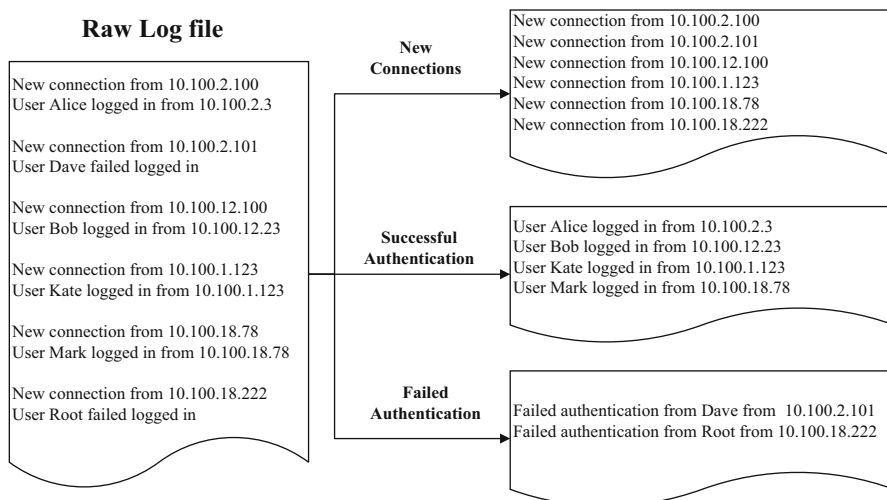 Raw Log file
New connection from 10.100.2.100
User Alice logged in from 10.100.2.3
New connection from 10.100.2.101
User Dave failed logged in
New connection from 10.100.12.100
User Bob logged in from 10.100.12.23
New connection from 10.100.1.123
User Kate logged in from 10.100.1.123
New connection from 10.100.18.78
User Mark logged in from 10.100.18.78
New connection from 10.100.18.222
User Root failed logged in
New
Connections
New connection from 10.100.2.100
New connection from 10.100.2.101
New connection from 10.100.12.100
New connection from 10.100.1.123
New connection from 10.100.18.78
New connection from 10.100.18.222
Successful
Authentication
User Alice logged in from 10.100.2.3
User Bob logged in from 10.100.12.23
User Kate logged in from 10.100.1.123
User Mark logged in from 10.100.18.78
Failed
Authentication
Failed authentication from Dave from 10.100.2.101
Failed authentication from Root from 10.100.18.222